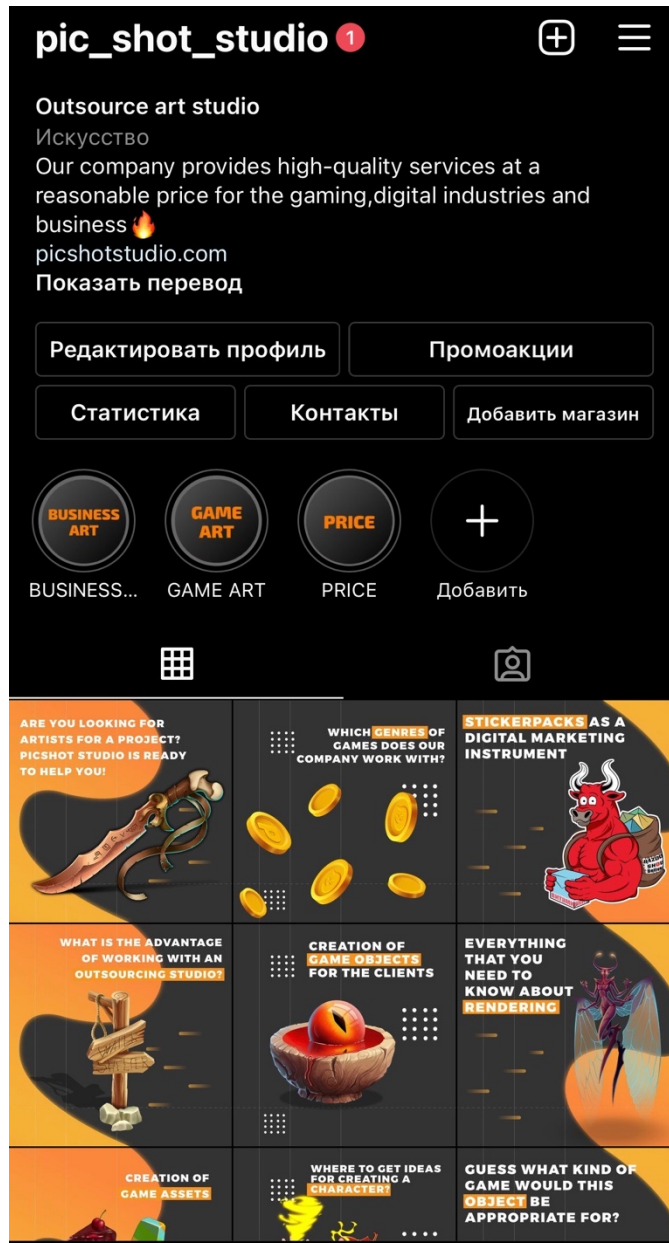 pic_shot_studio 1
Outsource art studio
Искусство
Our company provides high-quality services at a
reasonable price for the gaming,digital industries and
business🔥
picshotstudio.com
Показать перевод
Редактировать профиль
Промоакции
Статистика
Контакты
Добавить магазин
BUSINESS
ART
GAME
ART
PRICE
BUSINESS...
GAME ART
PRICE
Добавить
ARE YOU LOOKING FOR
ARTISTS FOR A PROJECT?
PICSHOT STUDIO IS READY
TO HELP YOU!
WHICH GENRES OF
GAMES DOES OUR
COMPANY WORK WITH?
STICKERPACKS AS A
DIGITAL MARKETING
INSTRUMENT
WHAT IS THE ADVANTAGE
OF WORKING WITH AN
OUTSOURCING STUDIO?
CREATION OF
GAME OBJECTS
FOR THE CLIENTS
EVERYTHING
THAT YOU
NEED TO
KNOW ABOUT
RENDERING
CREATION OF
GAME ASSETS
WHERE TO GET IDEAS
FOR CREATING A
CHARACTER?
GUESS WHAT KIND OF
GAME WOULD THIS
OBJECT BE
APPROPRIATE FOR?